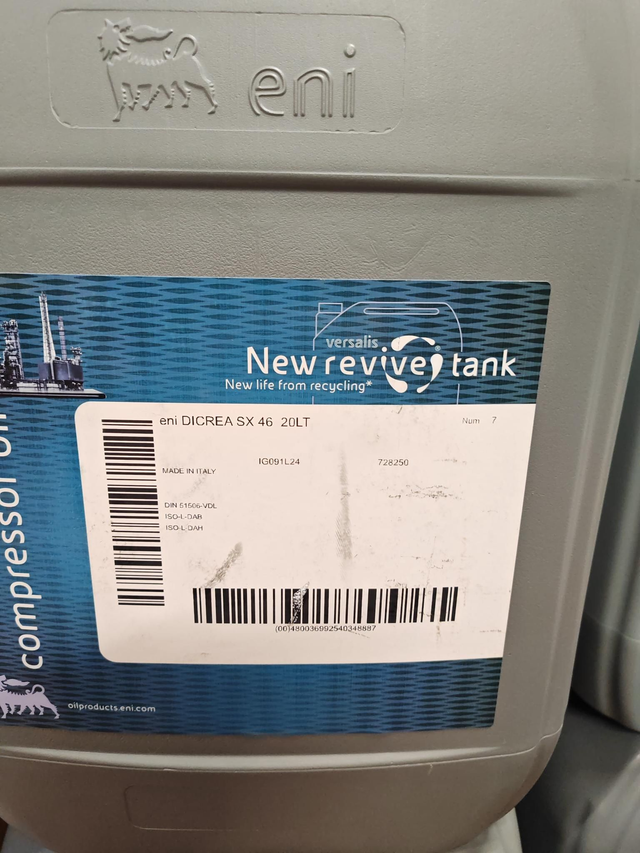 eni
versalis
New revive tank
New life from recycling*
eni DICREA SX 46 20LT
Num 7
IG091L24
728250
MADE IN ITALY
DIN 51506-VDL
ISO-L-DAB
ISO-L-DAH
(00)480036992540348887
compressor oil
oilproducts.eni.com